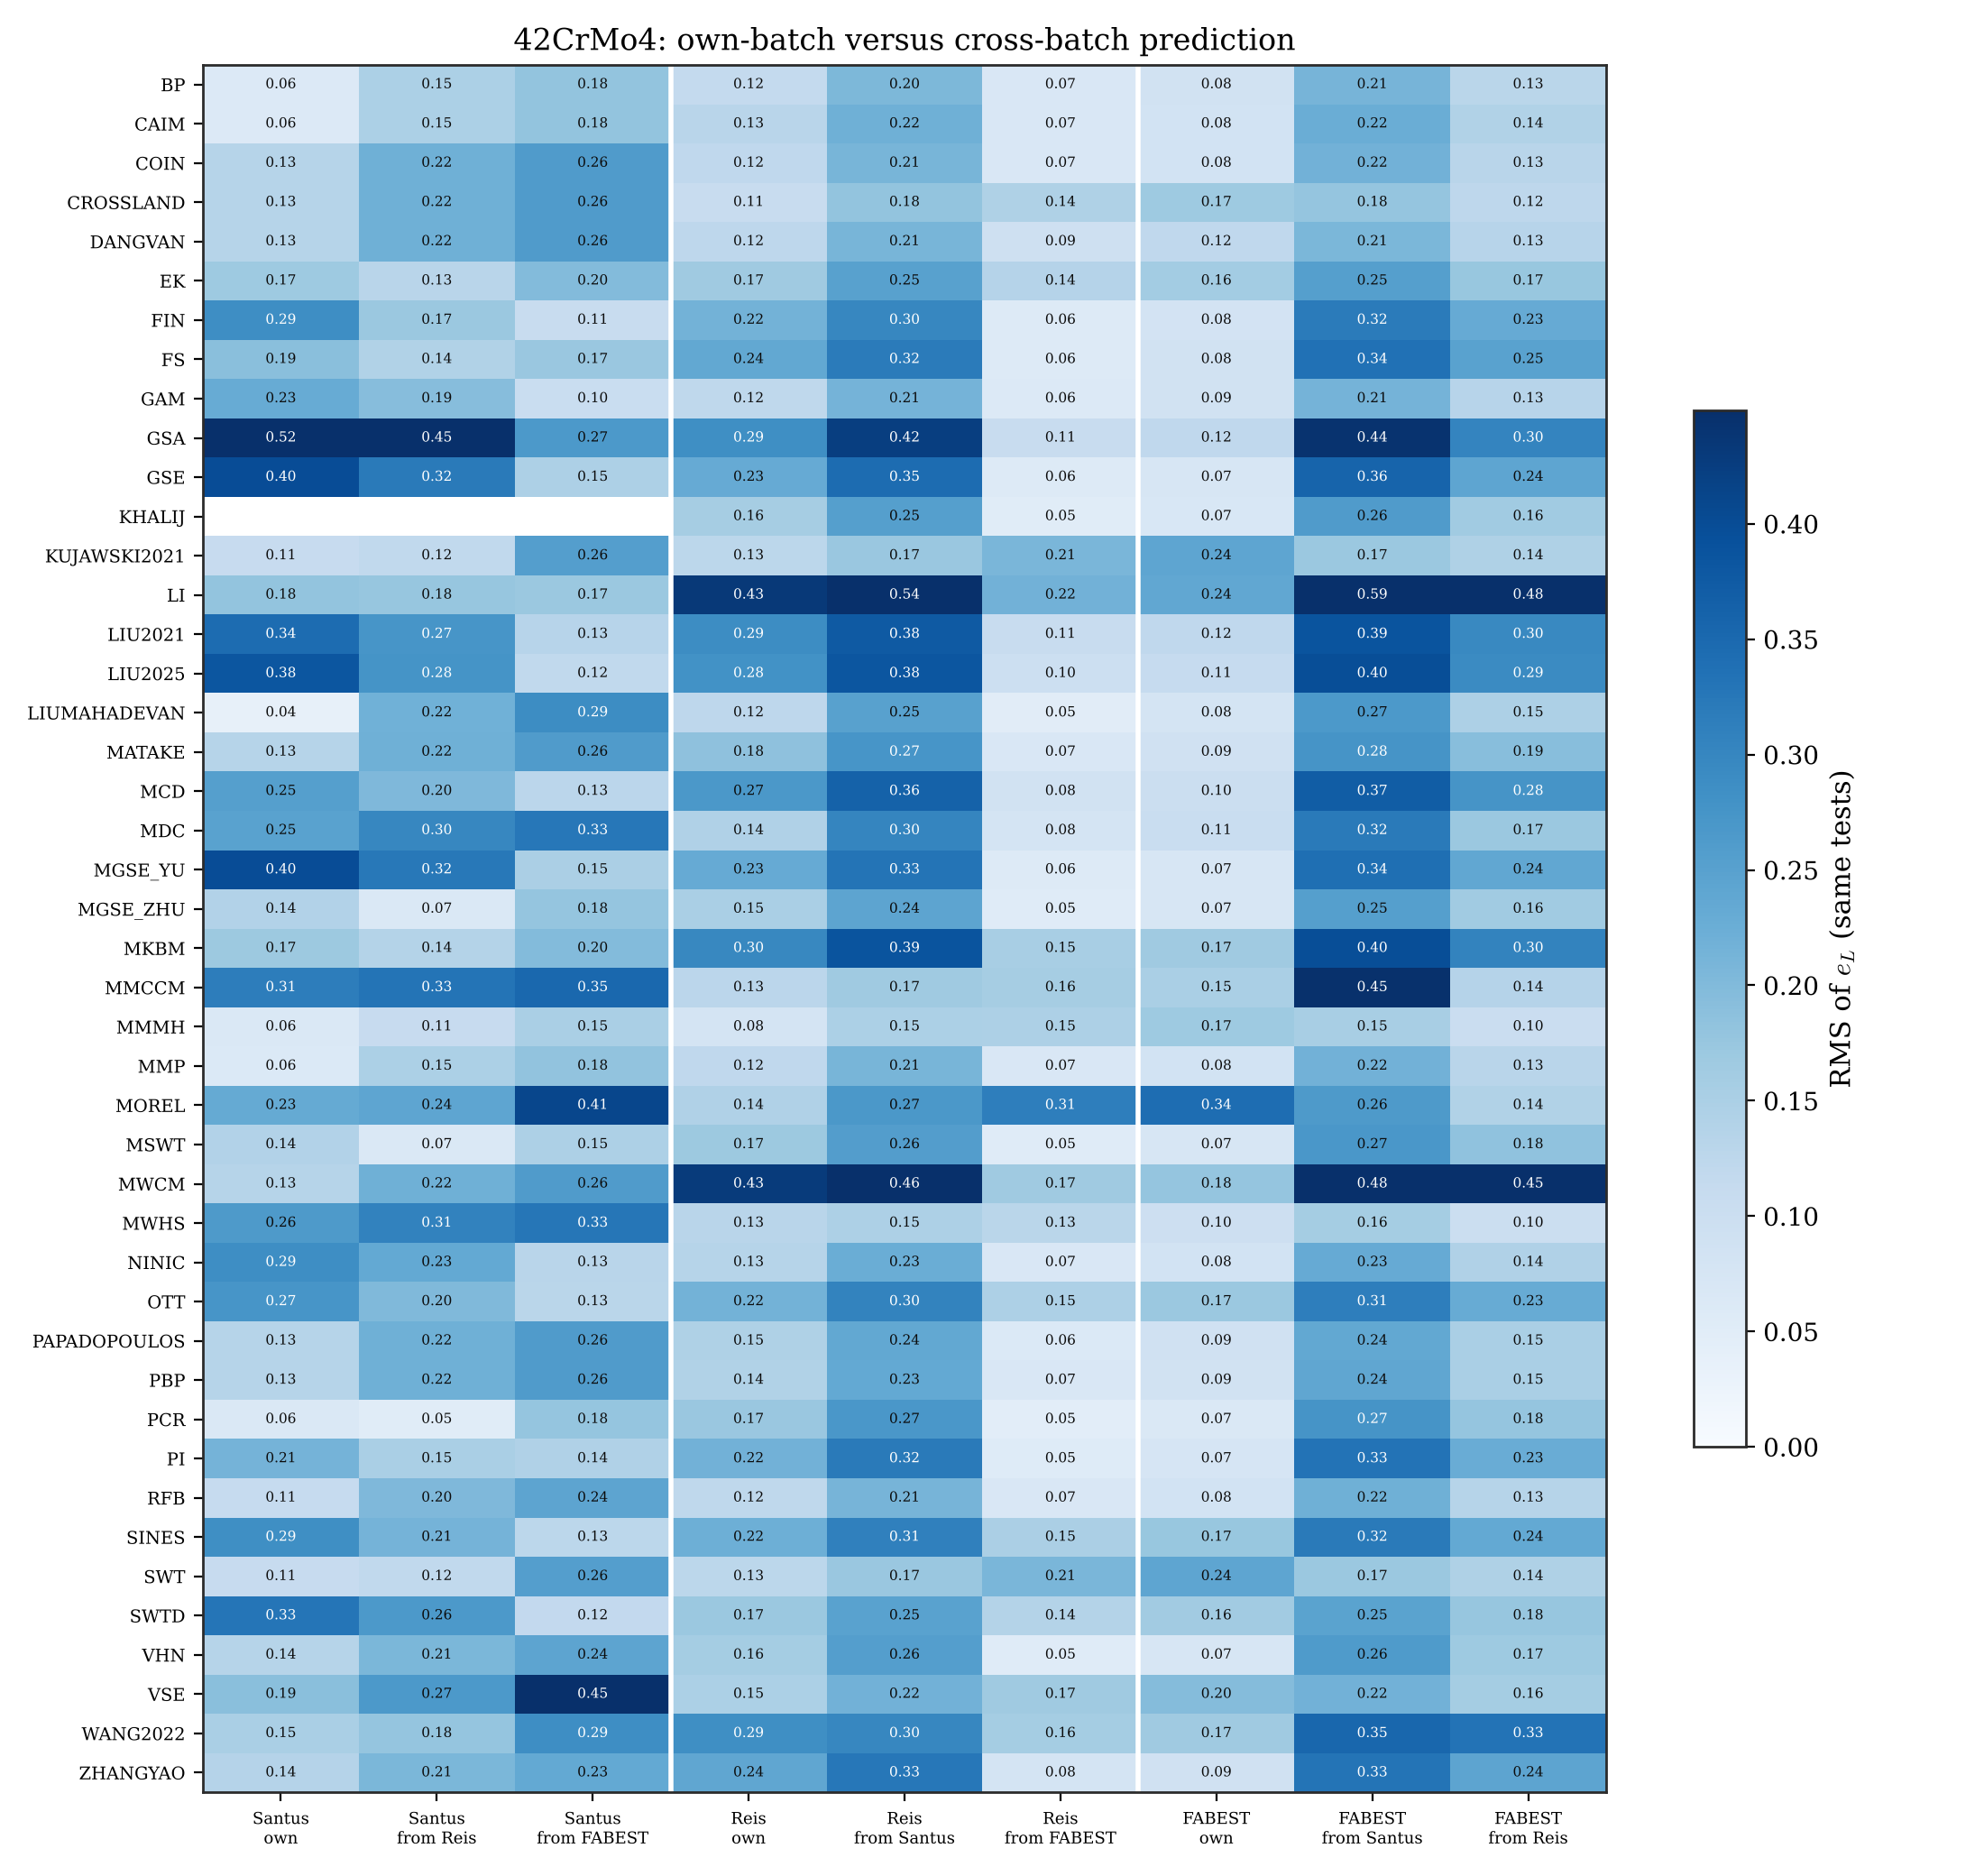 42CrMo4: own-batch versus cross-batch prediction
BP 0.06 0.15 0.18 0.12 0.20 0.07 0.08 0.21 0.13
CAIM 0.06 0.15 0.18 0.13 0.22 0.07 0.08 0.22 0.14
COIN 0.13 0.22 0.26 0.12 0.21 0.07 0.08 0.22 0.13
CROSSLAND 0.13 0.22 0.26 0.11 0.18 0.14 0.17 0.18 0.12
DANGVAN 0.13 0.22 0.26 0.12 0.21 0.09 0.12 0.21 0.13
EK 0.17 0.13 0.20 0.17 0.25 0.14 0.16 0.25 0.17
FIN 0.29 0.17 0.11 0.22 0.30 0.06 0.08 0.32 0.23
FS 0.19 0.14 0.17 0.24 0.32 0.06 0.08 0.34 0.25
GAM 0.23 0.19 0.10 0.12 0.21 0.06 0.09 0.21 0.13
GSA 0.52 0.45 0.27 0.29 0.42 0.11 0.12 0.44 0.30
GSE 0.40 0.32 0.15 0.23 0.35 0.06 0.07 0.36 0.24
KHALIJ 0.16 0.25 0.05 0.07 0.26 0.16
KUJAWSKI2021 0.11 0.12 0.26 0.13 0.17 0.21 0.24 0.17 0.14
LI 0.18 0.18 0.17 0.43 0.54 0.22 0.24 0.59 0.48
LIU2021 0.34 0.27 0.13 0.29 0.38 0.11 0.12 0.39 0.30
LIU2025 0.38 0.28 0.12 0.28 0.38 0.10 0.11 0.40 0.29
LIUMAHADEVAN 0.04 0.22 0.29 0.12 0.25 0.05 0.08 0.27 0.15
MATAKE 0.13 0.22 0.26 0.18 0.27 0.07 0.09 0.28 0.19
MCD 0.25 0.20 0.13 0.27 0.36 0.08 0.10 0.37 0.28
MDC 0.25 0.30 0.33 0.14 0.30 0.08 0.11 0.32 0.17
MGSE_YU 0.40 0.32 0.15 0.23 0.33 0.06 0.07 0.34 0.24
MGSE_ZHU 0.14 0.07 0.18 0.15 0.24 0.05 0.07 0.25 0.16
MKBM 0.17 0.14 0.20 0.30 0.39 0.15 0.17 0.40 0.30
MMCCM 0.31 0.33 0.35 0.13 0.17 0.16 0.15 0.45 0.14
MMMH 0.06 0.11 0.15 0.08 0.15 0.15 0.17 0.15 0.10
MMP 0.06 0.15 0.18 0.12 0.21 0.07 0.08 0.22 0.13
MOREL 0.23 0.24 0.41 0.14 0.27 0.31 0.34 0.26 0.14
MSWT 0.14 0.07 0.15 0.17 0.26 0.05 0.07 0.27 0.18
MWCM 0.13 0.22 0.26 0.43 0.46 0.17 0.18 0.48 0.45
MWHS 0.26 0.31 0.33 0.13 0.15 0.13 0.10 0.16 0.10
NINIC 0.29 0.23 0.13 0.13 0.23 0.07 0.08 0.23 0.14
OTT 0.27 0.20 0.13 0.22 0.30 0.15 0.17 0.31 0.23
PAPADOPOULOS 0.13 0.22 0.26 0.15 0.24 0.06 0.09 0.24 0.15
PBP 0.13 0.22 0.26 0.14 0.23 0.07 0.09 0.24 0.15
PCR 0.06 0.05 0.18 0.17 0.27 0.05 0.07 0.27 0.18
PI 0.21 0.15 0.14 0.22 0.32 0.05 0.07 0.33 0.23
RFB 0.11 0.20 0.24 0.12 0.21 0.07 0.08 0.22 0.13
SINES 0.29 0.21 0.13 0.22 0.31 0.15 0.17 0.32 0.24
SWT 0.11 0.12 0.26 0.13 0.17 0.21 0.24 0.17 0.14
SWTD 0.33 0.26 0.12 0.17 0.25 0.14 0.16 0.25 0.18
VHN 0.14 0.21 0.24 0.16 0.26 0.05 0.07 0.26 0.17
VSE 0.19 0.27 0.45 0.15 0.22 0.17 0.20 0.22 0.16
WANG2022 0.15 0.18 0.29 0.29 0.30 0.16 0.17 0.35 0.33
ZHANGYAO 0.14 0.21 0.23 0.24 0.33 0.08 0.09 0.33 0.24
Santus Santus Santus Reis Reis Reis FABEST FABEST FABEST
own from Reis from FABEST own from Santus from FABEST own from Santus from Reis
0.40
0.35
0.30
0.25
0.20
0.15
0.10
0.05
0.00
RMS of e_L (same tests)